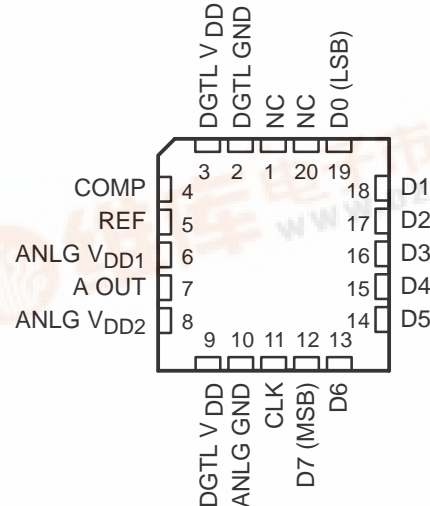 DGTL V DD
DGTL GND
NC
NC
D0 (LSB)
3 2 1 20 19
COMP 4
REF 5
ANLG VDD1 6
A OUT 7
ANLG VDD2 8
18 D1
17 D2
16 D3
15 D4
14 D5
9 10 11 12 13
DGTL V DD
ANLG GND
CLK
D7 (MSB)
D6